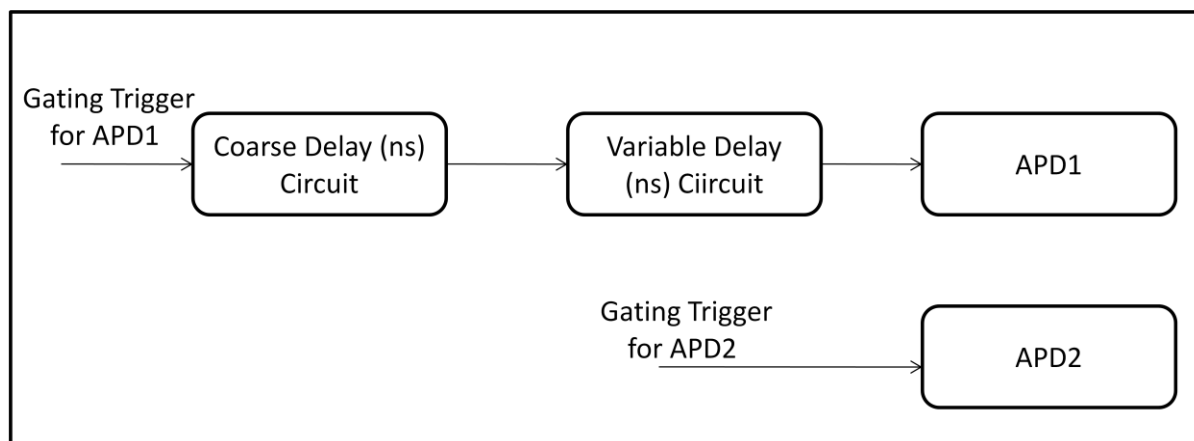 Gating Trigger
for APD1
Coarse Delay (ns)
Circuit
Variable Delay
(ns) Ciircuit
APD1
Gating Trigger
for APD2
APD2